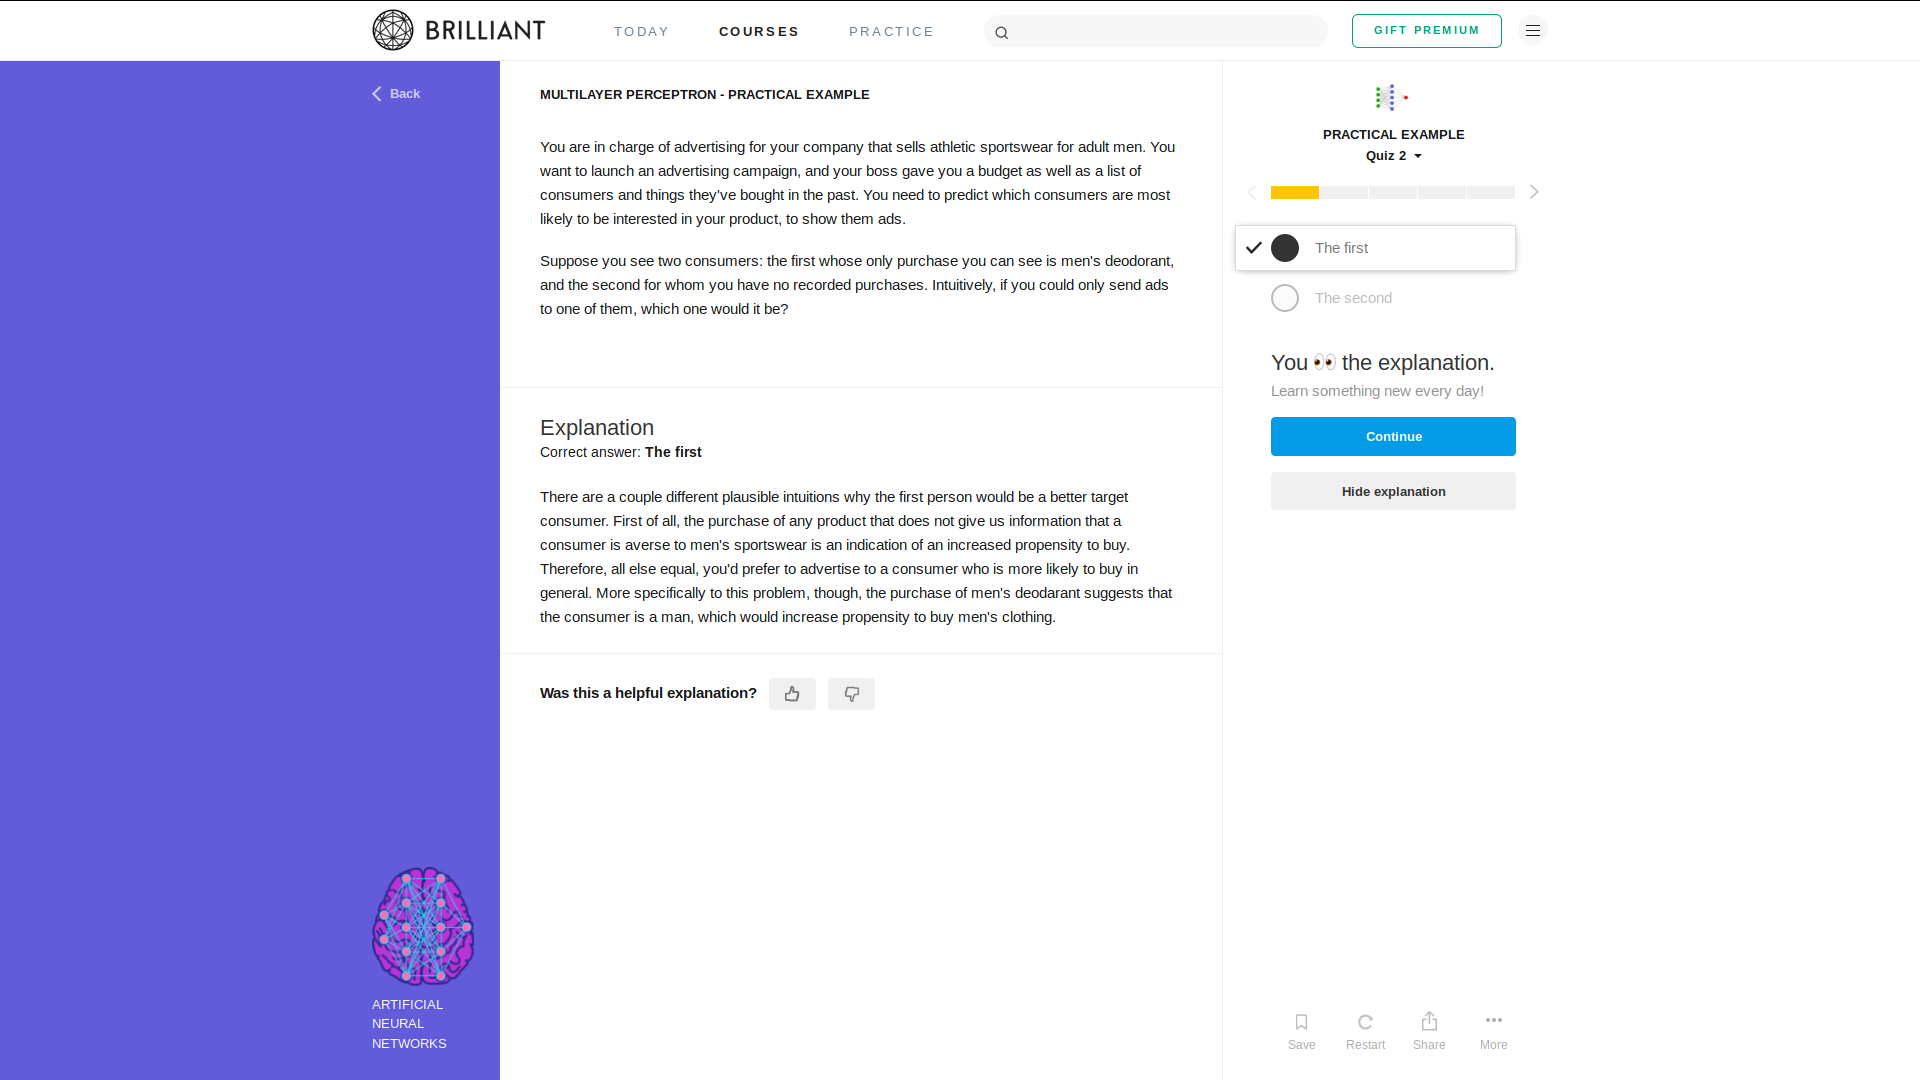 BRILLIANT
TODAY
COURSES
PRACTICE
GIFT PREMIUM
Back
MULTILAYER PERCEPTRON - PRACTICAL EXAMPLE
You are in charge of advertising for your company that sells athletic sportswear for adult men. You
want to launch an advertising campaign, and your boss gave you a budget as well as a list of
consumers and things they've bought in the past. You need to predict which consumers are most
likely to be interested in your product, to show them ads.
Suppose you see two consumers: the first whose only purchase you can see is men's deodorant,
and the second for whom you have no recorded purchases. Intuitively, if you could only send ads
to one of them, which one would it be?
Explanation
Correct answer: The first
There are a couple different plausible intuitions why the first person would be a better target
consumer. First of all, the purchase of any product that does not give us information that a
consumer is averse to men's sportswear is an indication of an increased propensity to buy.
Therefore, all else equal, you'd prefer to advertise to a consumer who is more likely to buy in
general. More specifically to this problem, though, the purchase of men's deodarant suggests that
the consumer is a man, which would increase propensity to buy men's clothing.
Was this a helpful explanation?
PRACTICAL EXAMPLE
Quiz 2
The first
The second
You 👀 the explanation.
Learn something new every day!
Continue
Hide explanation
ARTIFICIAL
NEURAL
NETWORKS
Save
Restart
Share
More